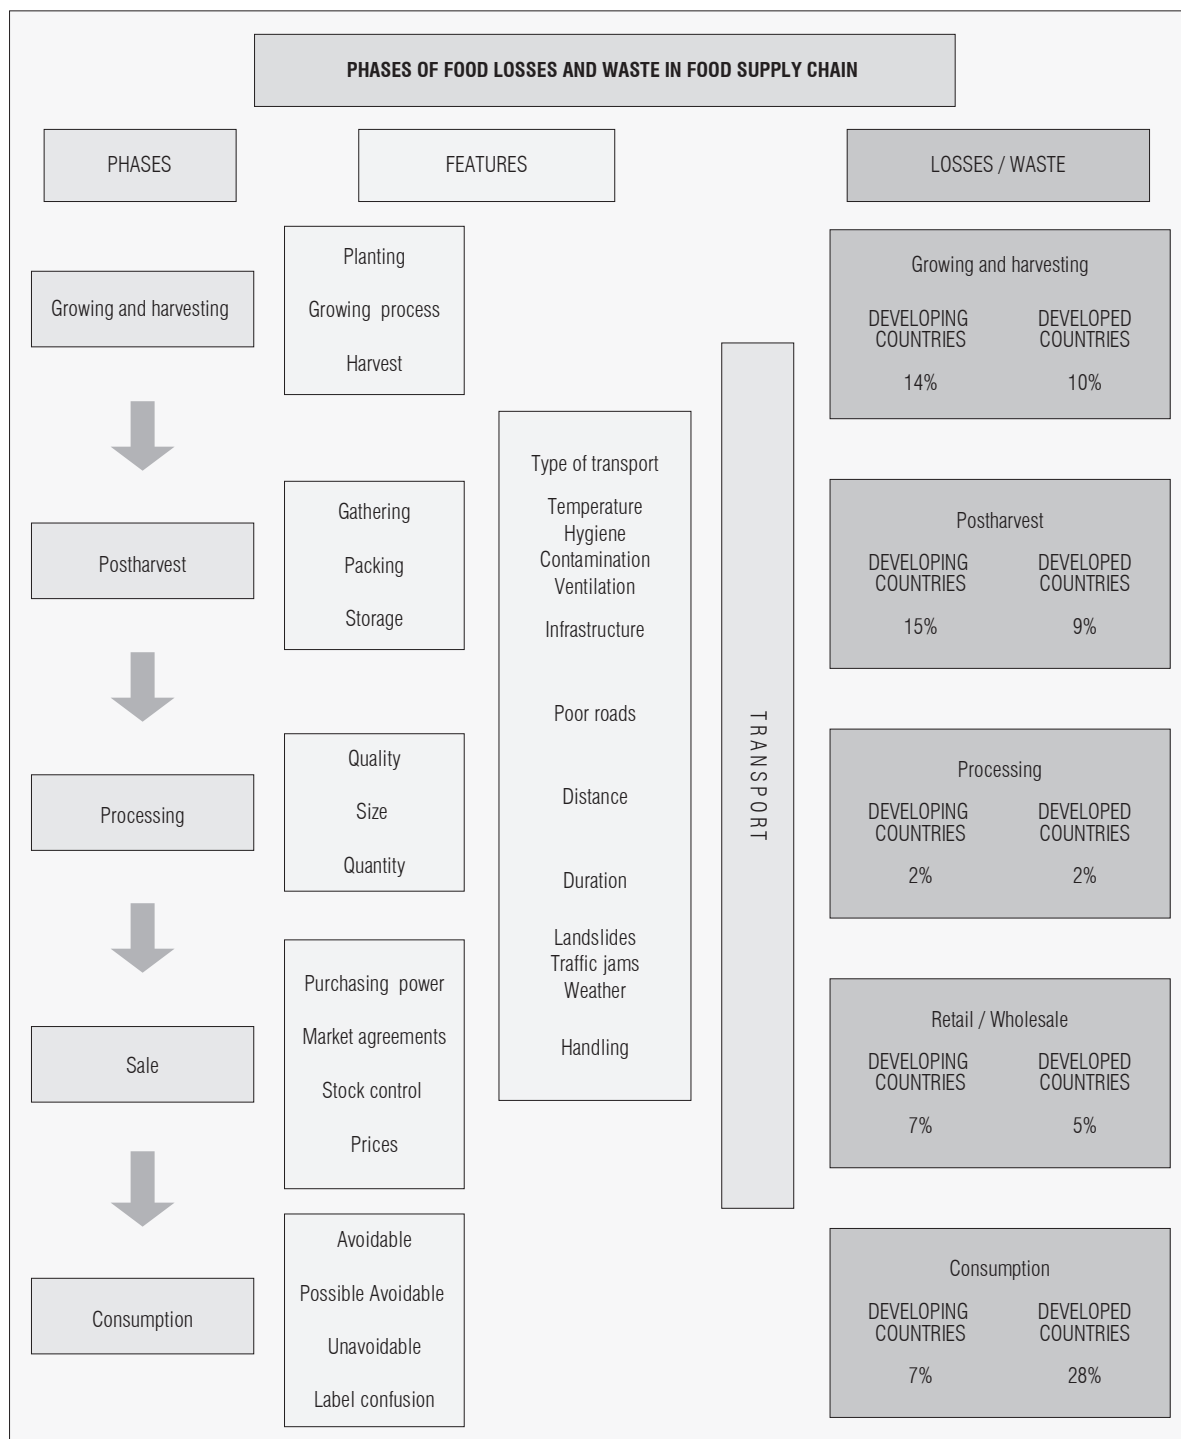 PHASES OF FOOD LOSSES AND WASTE IN FOOD SUPPLY CHAIN
PHASES
FEATURES
LOSSES / WASTE
Growing and harvesting
Postharvest
Processing
Sale
Consumption
Planting
Growing process
Harvest
Gathering
Packing
Storage
Quality
Size
Quantity
Purchasing power
Market agreements
Stock control
Prices
Avoidable
Possible Avoidable
Unavoidable
Label confusion
Type of transport
Temperature
Hygiene
Contamination
Ventilation
Infrastructure
Poor roads
Distance
Duration
Landslides
Traffic jams
Weather
Handling
TRANSPORT
Growing and harvesting
DEVELOPING DEVELOPED
COUNTRIES COUNTRIES
14% 10%
Postharvest
DEVELOPING DEVELOPED
COUNTRIES COUNTRIES
15% 9%
Processing
DEVELOPING DEVELOPED
COUNTRIES COUNTRIES
2% 2%
Retail / Wholesale
DEVELOPING DEVELOPED
COUNTRIES COUNTRIES
7% 5%
Consumption
DEVELOPING DEVELOPED
COUNTRIES COUNTRIES
7% 28%